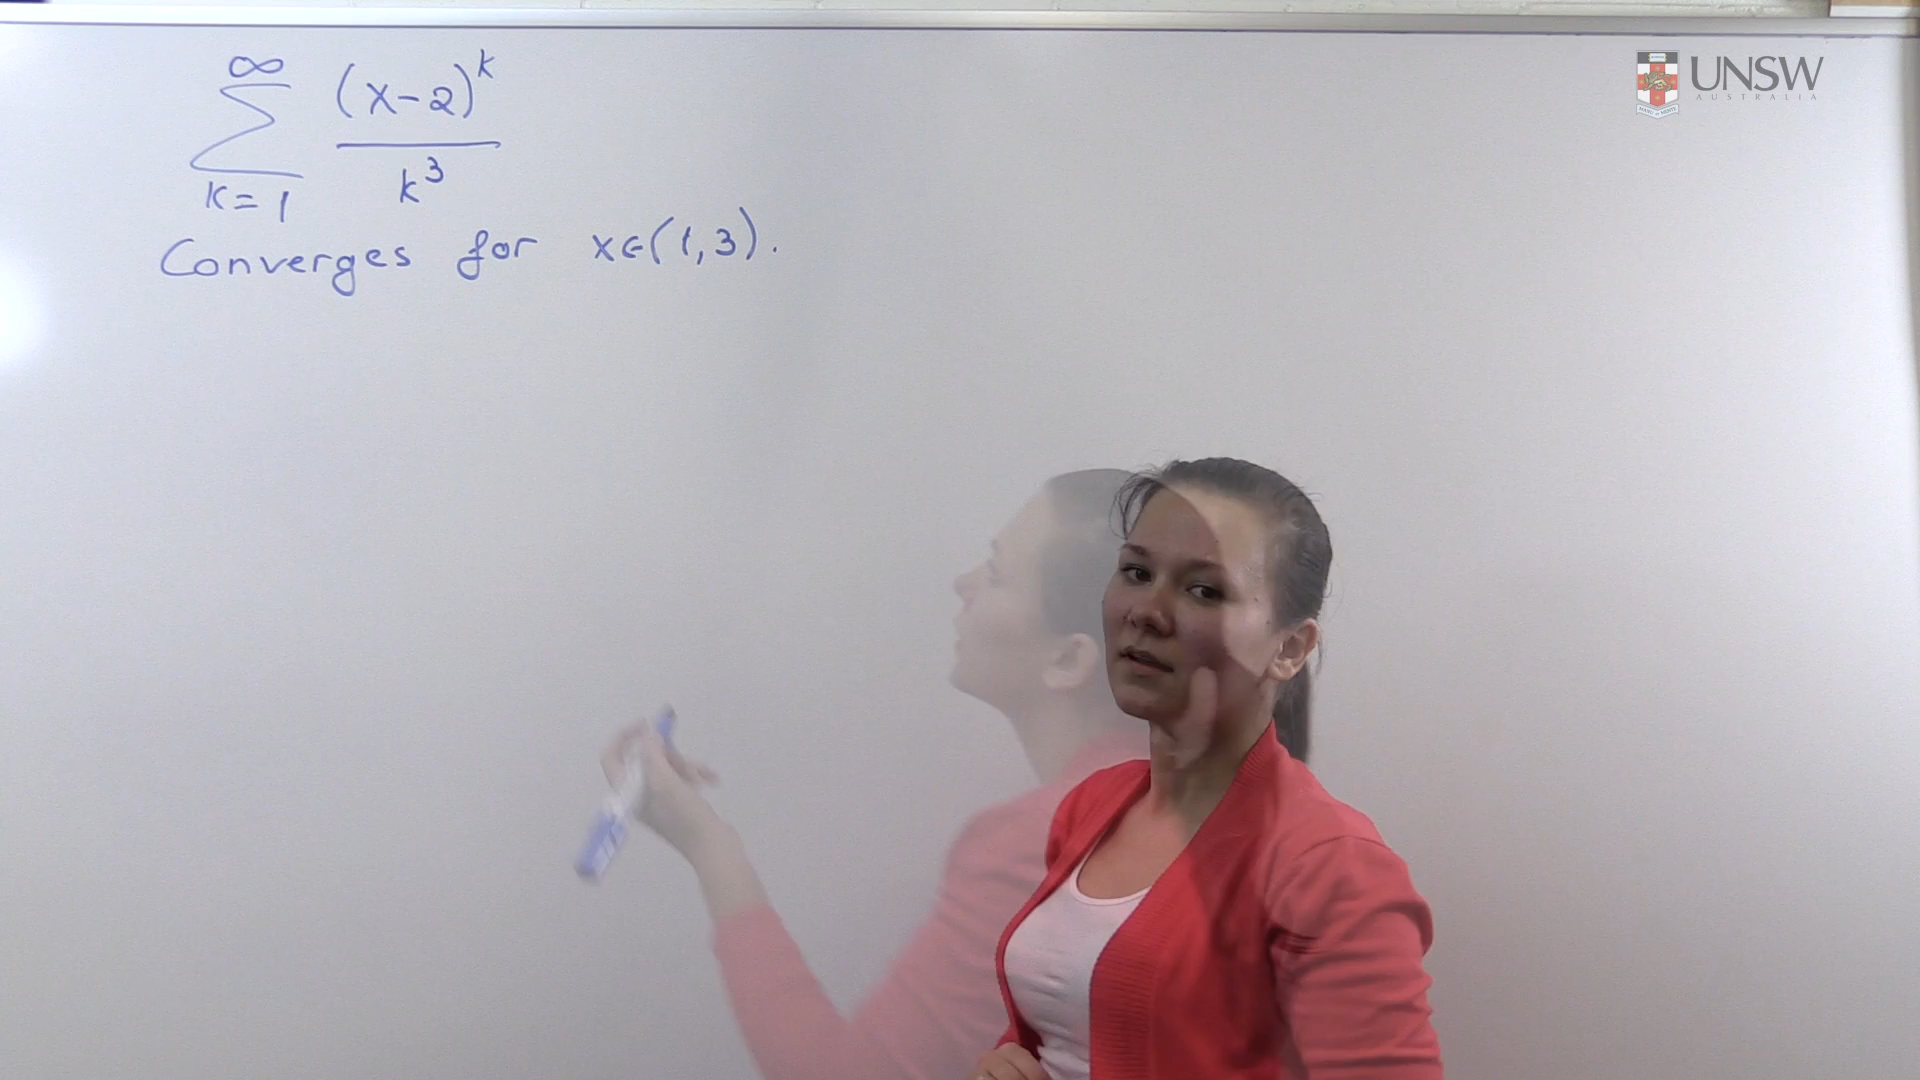 ∞
Σ (x-2)^k / k^3
k=1
Converges for x∈(1,3).
UNSW
AUSTRALIA